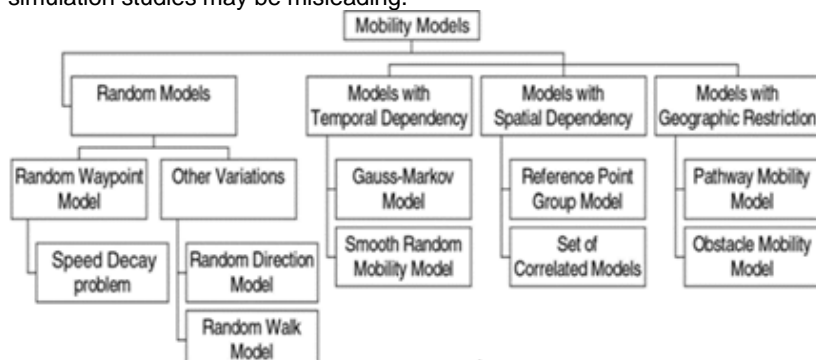 simulation studies may be misleading.
Mobility Models
Random Models
Models with
Temporal Dependency
Models with
Spatial Dependency
Models with
Geographic Restriction
Random Waypoint
Model
Other Variations
Gauss-Markov
Model
Reference Point
Group Model
Pathway Mobility
Model
Speed Decay
problem
Random Direction
Model
Smooth Random
Mobility Model
Set of
Correlated Models
Obstacle Mobility
Model
Random Walk
Model